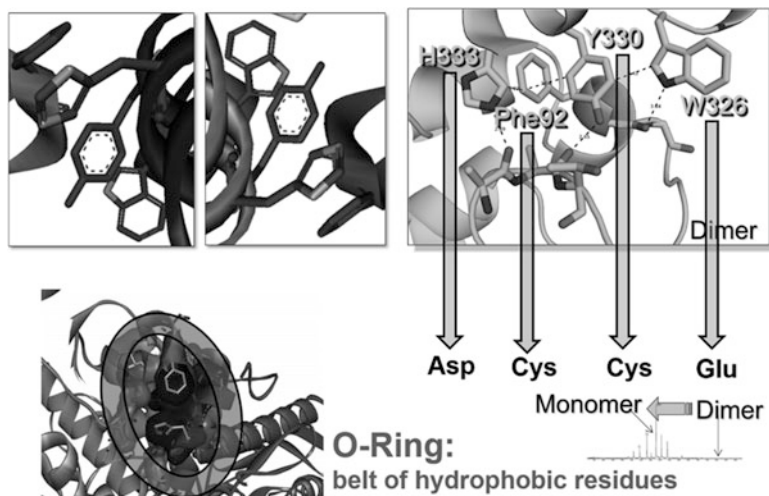 H333
Y330
Phe92
W326
Dimer
Asp Cys Cys Glu
Monomer Dimer
O-Ring:
belt of hydrophobic residues